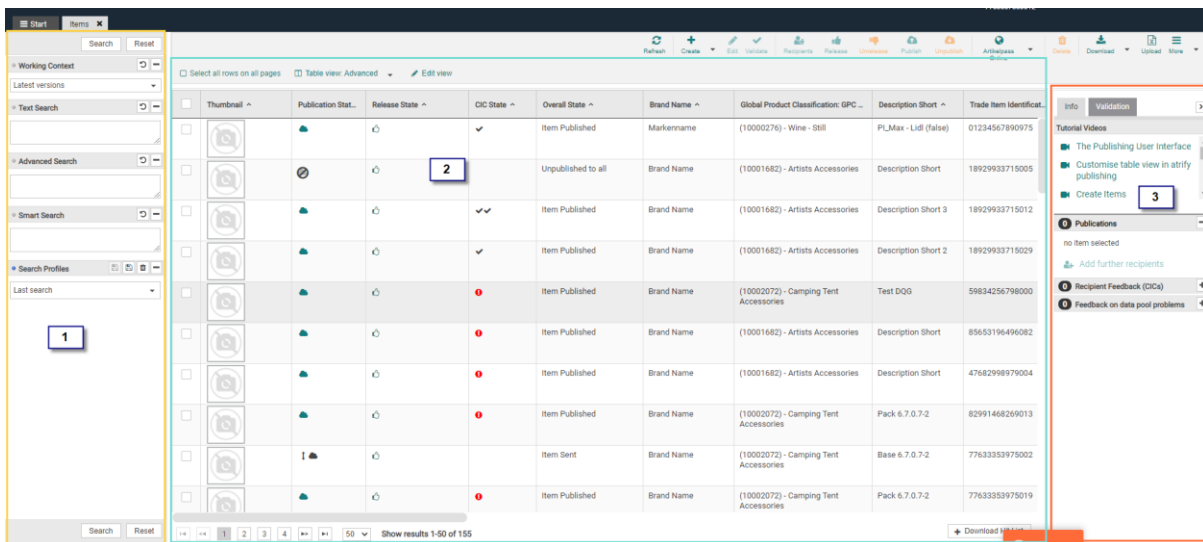 Start
Items
Search
Reset
Working Context
Latest versions
Text Search
Advanced Search
Smart Search
Search Profiles
Last search
1
Search
Reset
Refresh
Create
Edit
Validate
Recipients
Release
Unrelease
Publish
Unpublish
Artikelpass
Online
Delete
Download
Upload
More
Select all rows on all pages
Table view: Advanced
Edit view
Thumbnail
Publication Stat...
Release State
CIC State
Overall State
Brand Name
Global Product Classification: GPC ...
Description Short
Trade Item Identificat...
Item Published
Markenname
(10000276) - Wine - Still
PI_Max - Lidl (false)
01234567890975
2
Unpublished to all
Brand Name
(10001682) - Artists Accessories
Description Short
18929933715005
Item Published
Brand Name
(10001682) - Artists Accessories
Description Short 3
18929933715012
Item Published
Brand Name
(10001682) - Artists Accessories
Description Short 2
18929933715029
Item Published
Brand Name
(10002072) - Camping Tent
Accessories
Test DQG
59834256798000
Item Published
Brand Name
(10001682) - Artists Accessories
Description Short
85653196496082
Item Published
Brand Name
(10001682) - Artists Accessories
Description Short
47682998979004
Item Published
Brand Name
(10002072) - Camping Tent
Accessories
Pack 6.7.0.7-2
82991468269013
Item Sent
Brand Name
(10002072) - Camping Tent
Accessories
Base 6.7.0.7-2
77633353975002
Item Published
Brand Name
(10002072) - Camping Tent
Accessories
Pack 6.7.0.7-2
77633353975019
1 2 3 4
50
Show results 1-50 of 155
Download
Info
Validation
Tutorial Videos
The Publishing User Interface
Customise table view in atrify
publishing
Create Items
3
0 Publications
no item selected
Add further recipients
0 Recipient Feedback (CICs)
0 Feedback on data pool problems